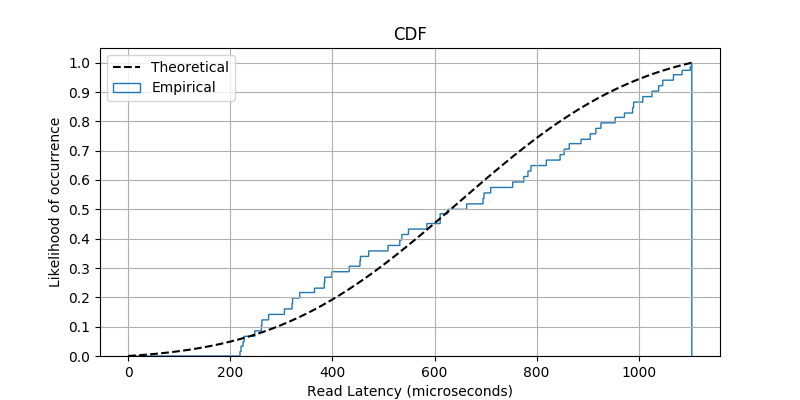 CDF
Theoretical
Empirical
Likelihood of occurrence
1.0
0.9
0.8
0.7
0.6
0.5
0.4
0.3
0.2
0.1
0.0
0 200 400 600 800 1000
Read Latency (microseconds)